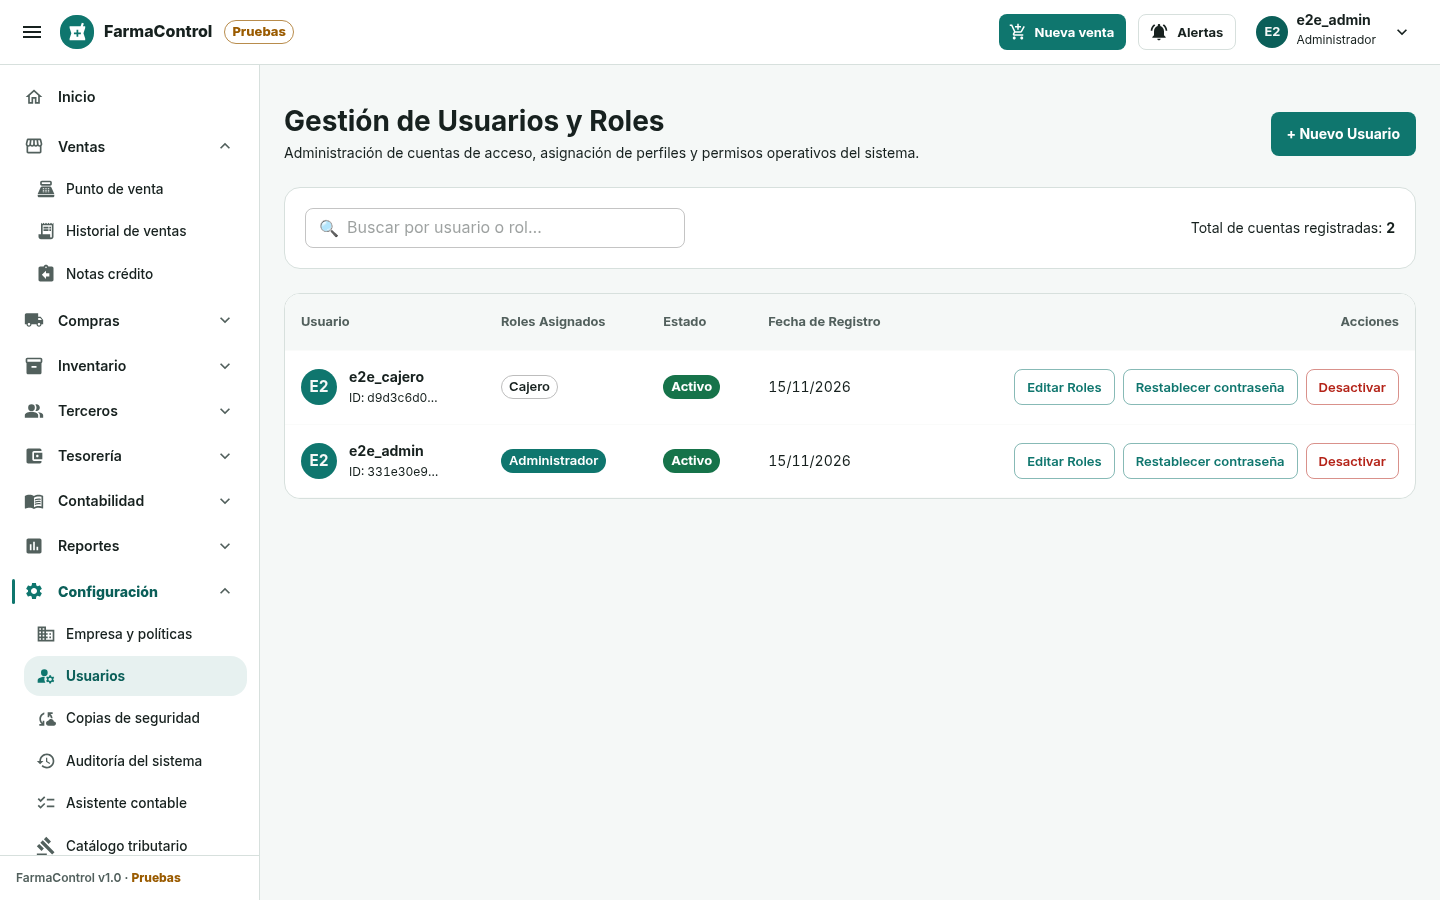 FarmaControl Pruebas
Nueva venta
Alertas
E2
e2e_admin
Administrador
Inicio
Ventas
Punto de venta
Historial de ventas
Notas crédito
Compras
Inventario
Terceros
Tesorería
Contabilidad
Reportes
Configuración
Empresa y políticas
Usuarios
Copias de seguridad
Auditoría del sistema
Asistente contable
Catálogo tributario
FarmaControl v1.0 · Pruebas
Gestión de Usuarios y Roles
Administración de cuentas de acceso, asignación de perfiles y permisos operativos del sistema.
+ Nuevo Usuario
Buscar por usuario o rol...
Total de cuentas registradas: 2
Usuario Roles Asignados Estado Fecha de Registro Acciones
E2 e2e_cajero Cajero Activo 15/11/2026 Editar Roles Restablecer contraseña Desactivar
ID: d9d3c6d0...
E2 e2e_admin Administrador Activo 15/11/2026 Editar Roles Restablecer contraseña Desactivar
ID: 331e30e9...